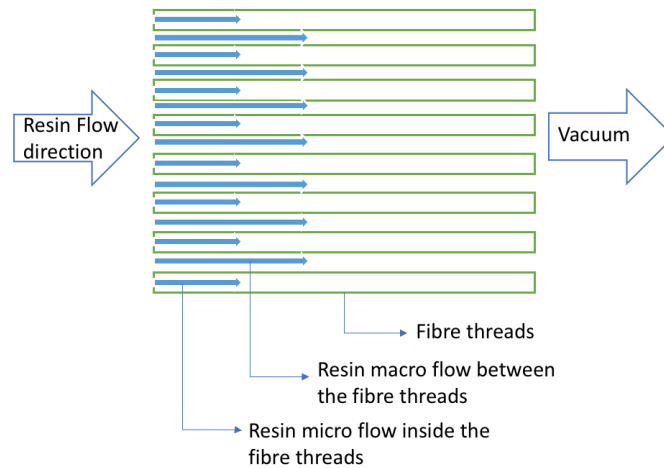 Resin Flow
direction
Vacuum
Fibre threads
Resin macro flow between
the fibre threads
Resin micro flow inside the
fibre threads